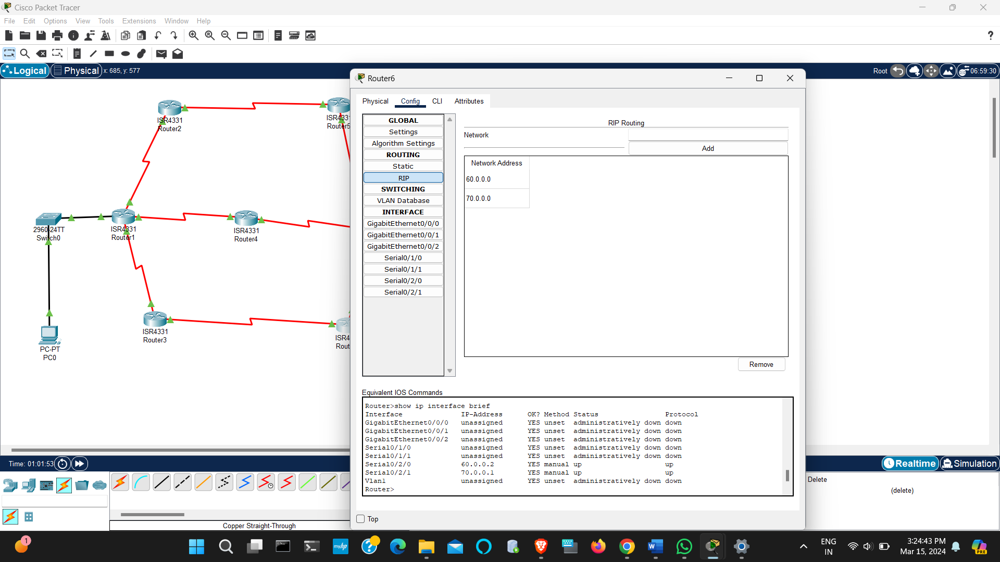 Cisco Packet Tracer
File Edit Options View Tools Extensions Window Help
Logical Physical x: 685, y: 577
Root 06:59:30
ISR4331
Router2
ISR433
Router5
2960-24TT
Switch0
ISR4331
Router1
ISR4331
Router4
ISR4331
Router3
ISR4
Rout
PC-PT
PC0
Router6
Physical Config CLI Attributes
GLOBAL
Settings
Algorithm Settings
ROUTING
Static
RIP
SWITCHING
VLAN Database
INTERFACE
GigabitEthernet0/0/0
GigabitEthernet0/0/1
GigabitEthernet0/0/2
Serial0/1/0
Serial0/1/1
Serial0/2/0
Serial0/2/1
RIP Routing
Network
Add
Network Address
60.0.0.0
70.0.0.0
Remove
Equivalent IOS Commands
Router>show ip interface brief
Interface IP-Address OK? Method Status Protocol
GigabitEthernet0/0/0 unassigned YES unset administratively down down
GigabitEthernet0/0/1 unassigned YES unset administratively down down
GigabitEthernet0/0/2 unassigned YES unset administratively down down
Serial0/1/0 unassigned YES unset administratively down down
Serial0/1/1 unassigned YES unset administratively down down
Serial0/2/0 60.0.0.2 YES manual up up
Serial0/2/1 70.0.0.1 YES manual up up
Vlan1 unassigned YES unset administratively down down
Router>
Top
Time: 01:01:53
Realtime Simulation
Copper Straight-Through
Delete
(delete)
1
myhp
?
ENG
IN
3:24:43 PM
Mar 15, 2024
PRE